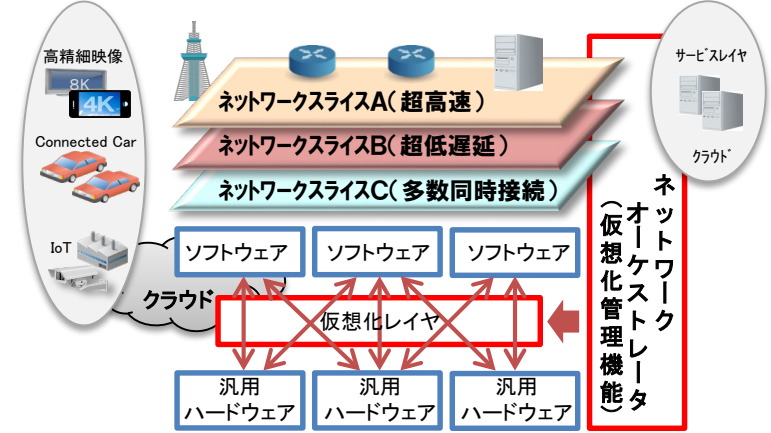 高精細映像
8K
4K
Connected Car
IoT
クラウド
ネットワークスライスA(超高速)
ネットワークスライスB(超低遅延)
ネットワークスライスC(多数同時接続)
ソフトウェア
ソフトウェア
ソフトウェア
仮想化レイヤ
汎用
ハードウェア
汎用
ハードウェア
汎用
ハードウェア
サービスレイヤ
クラウド
ネットワーク
オーケストレータ
(仮想化管理機能)